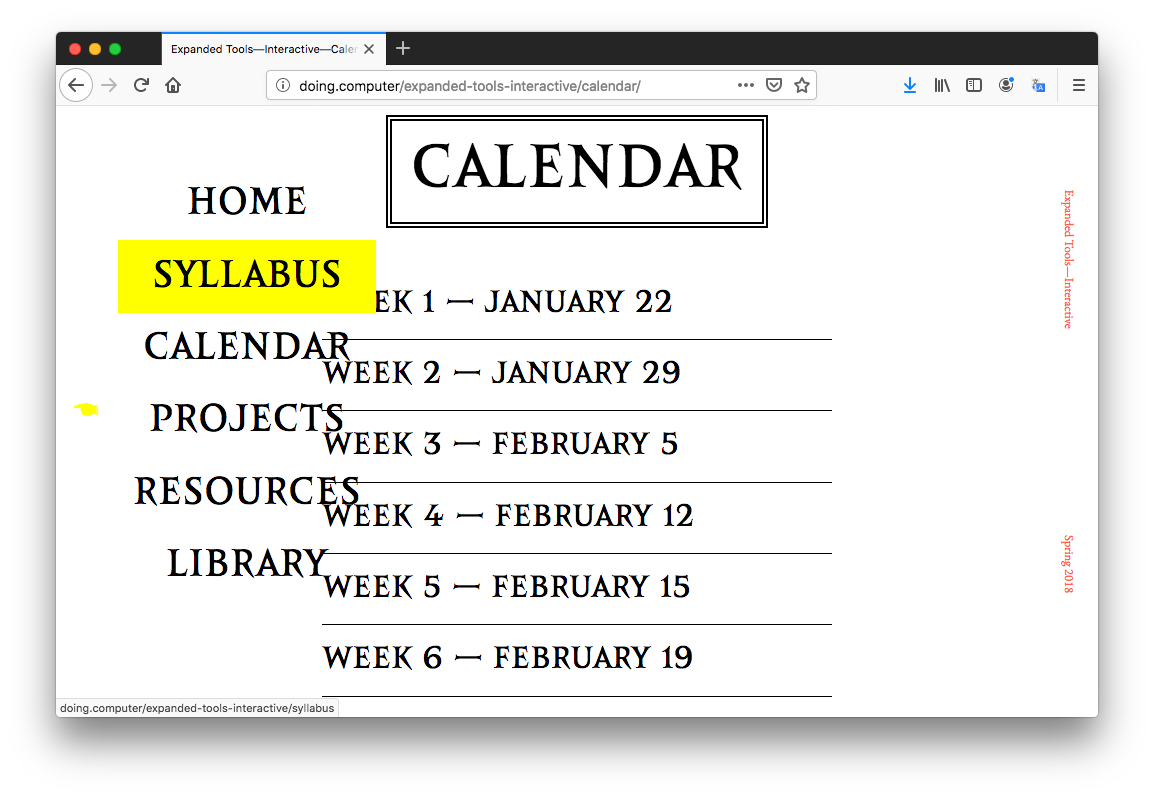 Expanded Tools—Interactive—Cale
doing.computer/expanded-tools-interactive/calendar/
CALENDAR
HOME
SYLLABUS
CALENDAR
PROJECTS
RESOURCES
LIBRARY
EK 1 — JANUARY 22
WEEK 2 — JANUARY 29
WEEK 3 — FEBRUARY 5
WEEK 4 — FEBRUARY 12
WEEK 5 — FEBRUARY 15
WEEK 6 — FEBRUARY 19
Expanded Tools—Interactive
Spring 2018
doing.computer/expanded-tools-interactive/syllabus